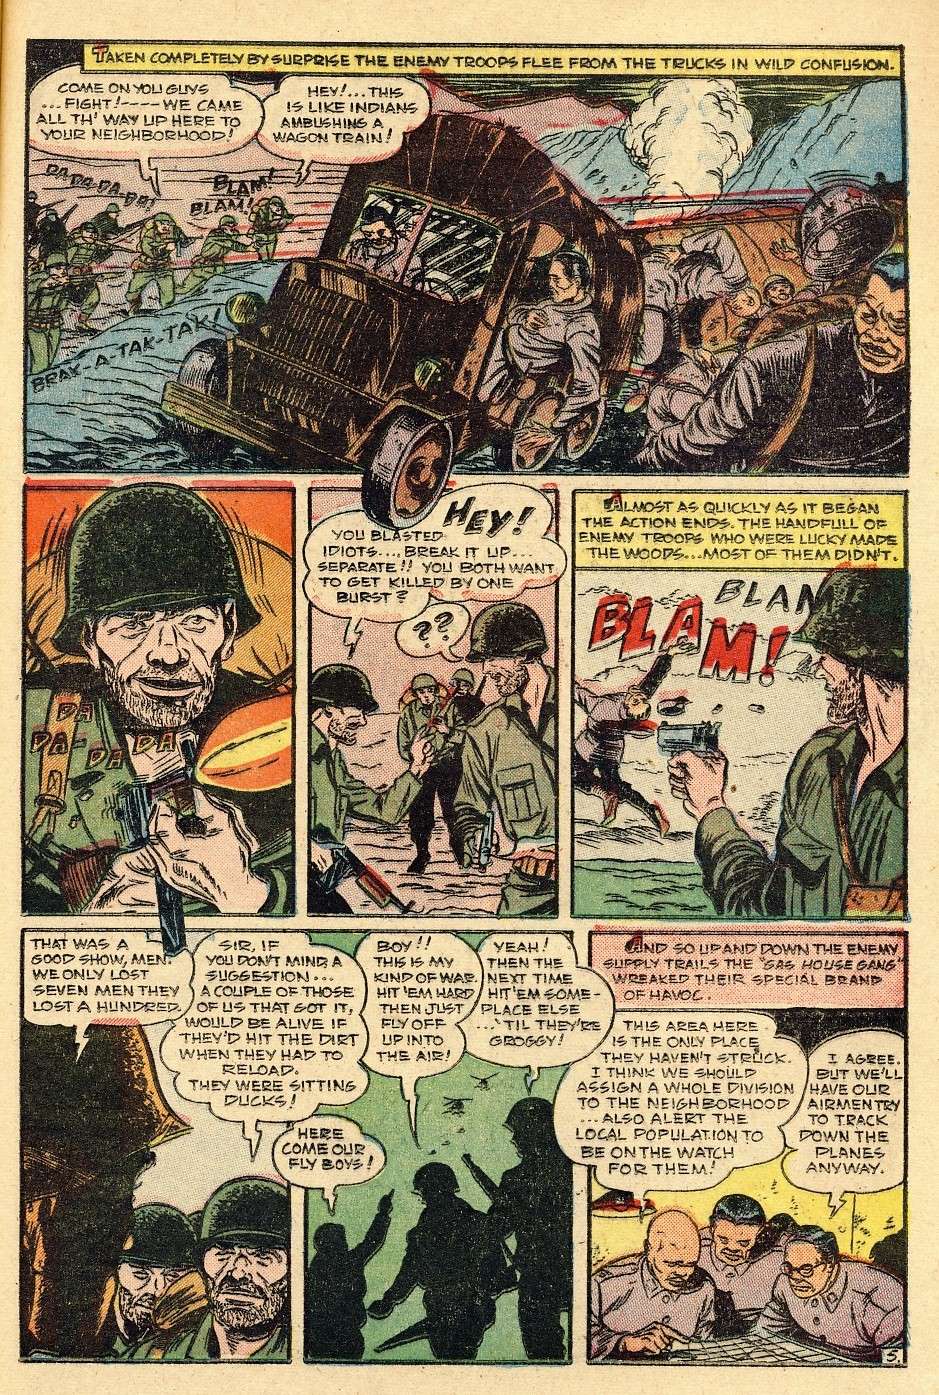 TAKEN COMPLETELY BY SURPRISE THE ENEMY TROOPS FLEE FROM THE TRUCKS IN WILD CONFUSION.
COME ON YOU GUYS
...FIGHT!----WE CAME
ALL TH' WAY UP HERE TO
YOUR NEIGHBORHOOD!
HEY!...THIS
IS LIKE INDIANS
AMBUSHING A
WAGON TRAIN!
DA-DA-DA-DA!
BLAM!
BLAM!
BRAK-A-TAK-TAK!
DA
DA-DA-DA-DA
HEY!
YOU BLASTED
IDIOTS....BREAK IT UP...
SEPARATE!! YOU BOTH WANT
TO GET KILLED BY ONE
BURST?
??
ALMOST AS QUICKLY AS IT BEGAN
THE ACTION ENDS. THE HANDFULL OF
ENEMY TROOPS WHO WERE LUCKY MADE
THE WOODS...MOST OF THEM DIDN'T.
BLAM
BLAM!
THAT WAS A
GOOD SHOW, MEN.
WE ONLY LOST
SEVEN MEN THEY
LOST A HUNDRED.
SIR, IF
YOU DON'T MIND A
SUGGESTION...
A COUPLE OF THOSE
OF US THAT GOT IT,
WOULD BE ALIVE IF
THEY'D HIT THE DIRT
WHEN THEY HAD TO
RELOAD.
THEY WERE SITTING
DUCKS!
HERE
COME OUR
FLY BOYS!
BOY!!
THIS IS MY
KIND OF WAR.
HIT 'EM HARD
THEN JUST
FLY OFF
UP INTO
THE AIR!
YEAH!
THEN THE
NEXT TIME
HIT 'EM SOME-
PLACE ELSE
...'TIL THEY'RE
GROGGY!
AND SO UP AND DOWN THE ENEMY
SUPPLY TRAILS THE "GAS HOUSE GANG"
WREAKED THEIR SPECIAL BRAND
OF HAVOC.
THIS AREA HERE
IS THE ONLY PLACE
THEY HAVEN'T STRUCK.
I THINK WE SHOULD
ASSIGN A WHOLE DIVISION
TO THE NEIGHBORHOOD
...ALSO ALERT THE
LOCAL POPULATION TO
BE ON THE WATCH
FOR THEM!
I AGREE.
BUT WE'LL
HAVE OUR
AIRMEN TRY
TO TRACK
DOWN THE
PLANES
ANYWAY.
5.